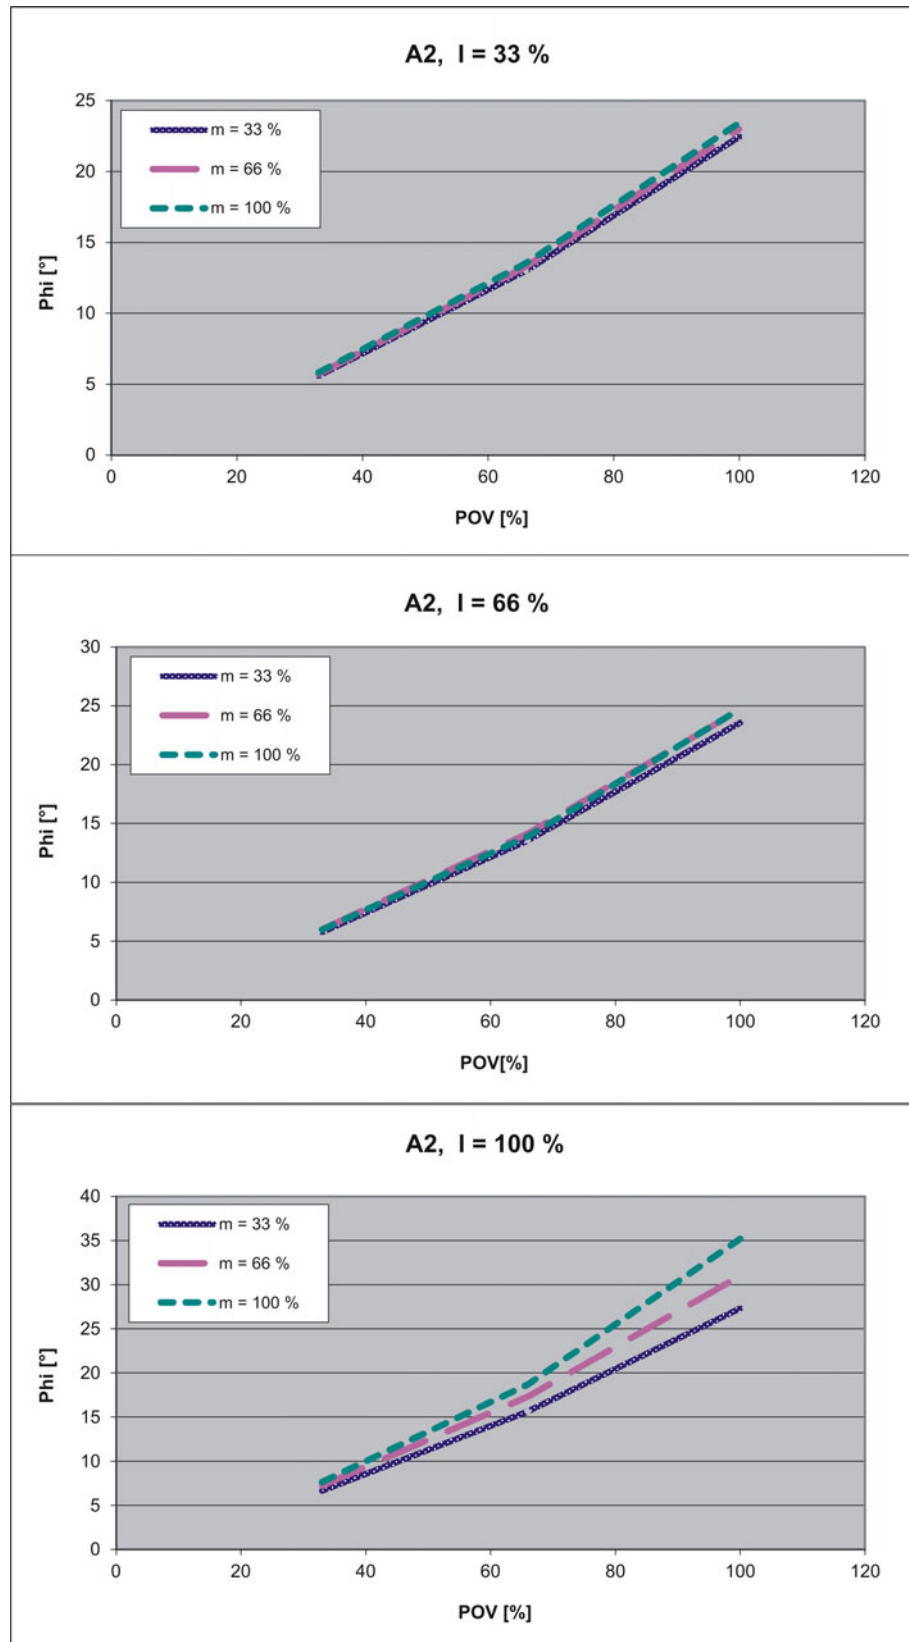 A2, I = 33 %
25
20
15
10
5
0
m = 33 %
m = 66 %
m = 100 %
Phi [°]
0 20 40 60 80 100 120
POV [%]
A2, I = 66 %
30
25
20
15
10
5
0
m = 33 %
m = 66 %
m = 100 %
Phi [°]
0 20 40 60 80 100 120
POV[%]
A2, I = 100 %
40
35
30
25
20
15
10
5
0
m = 33 %
m = 66 %
m = 100 %
Phi [°]
0 20 40 60 80 100 120
POV [%]